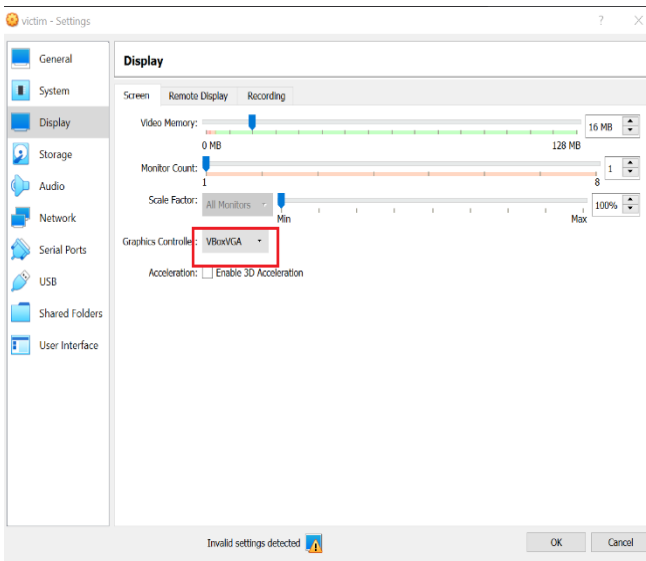 victim - Settings
?
General
System
Display
Storage
Audio
Network
Serial Ports
USB
Shared Folders
User Interface
Display
Screen Remote Display Recording
Video Memory: 16 MB
0 MB 128 MB
Monitor Count: 1
1 8
Scale Factor: All Monitors 100%
Min Max
Graphics Controller: VBoxVGA
Acceleration: Enable 3D Acceleration
Invalid settings detected
OK Cancel